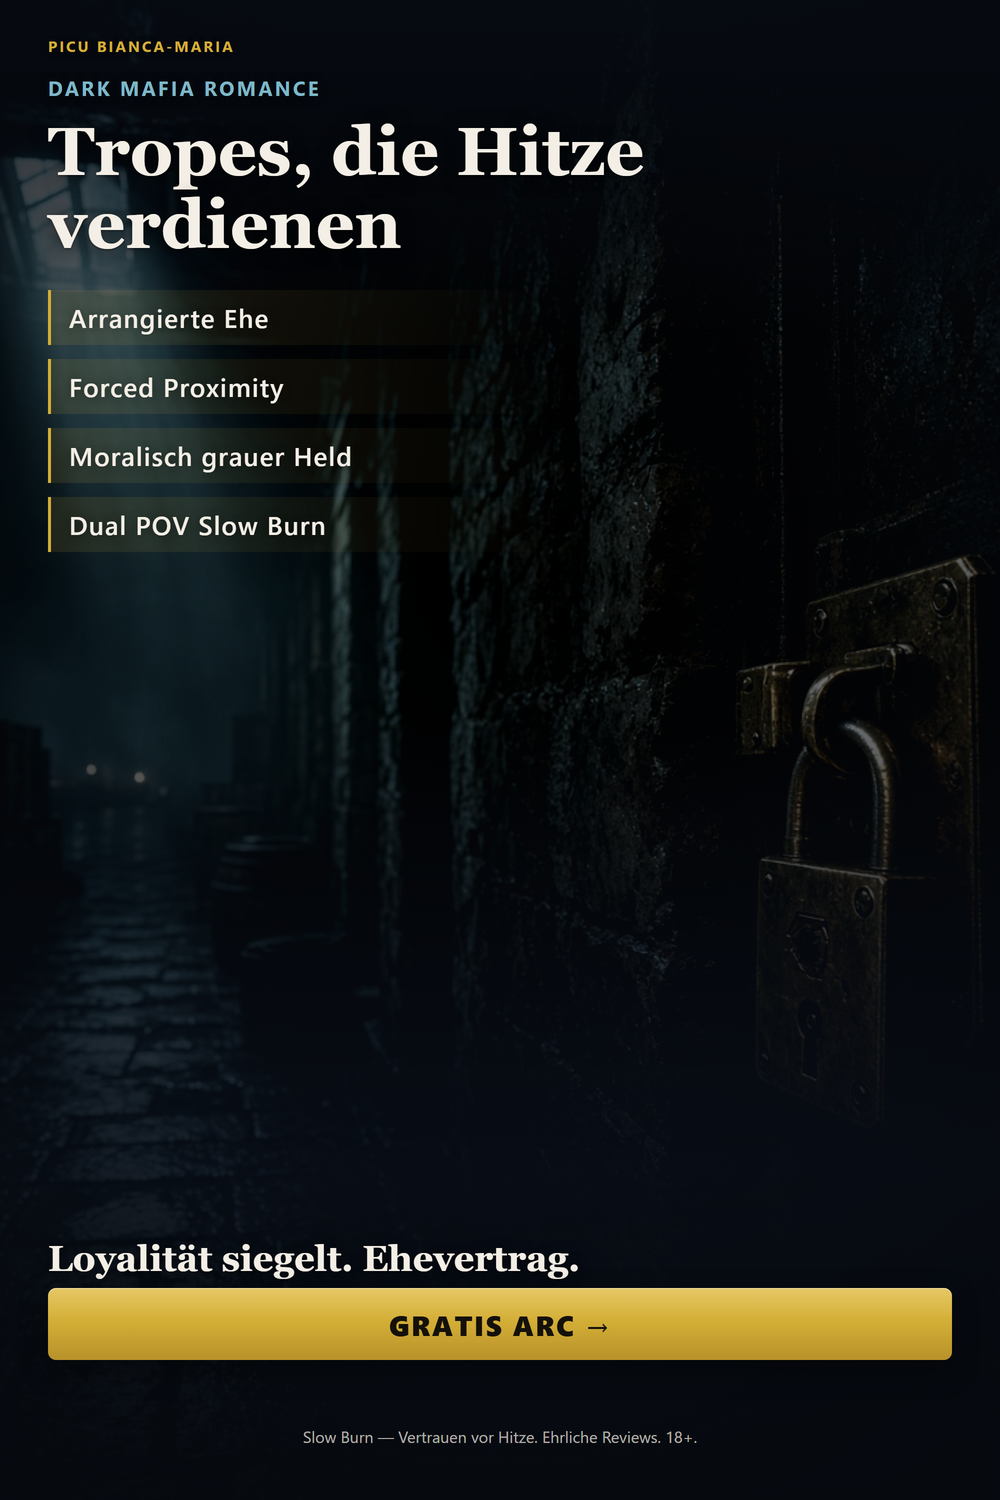 PICU BIANCA-MARIA
DARK MAFIA ROMANCE
Tropes, die Hitze
verdienen
Arrangierte Ehe
Forced Proximity
Moralisch grauer Held
Dual POV Slow Burn
Loyalität siegelt. Ehevertrag.
GRATIS ARC →
Slow Burn — Vertrauen vor Hitze. Ehrliche Reviews. 18+.